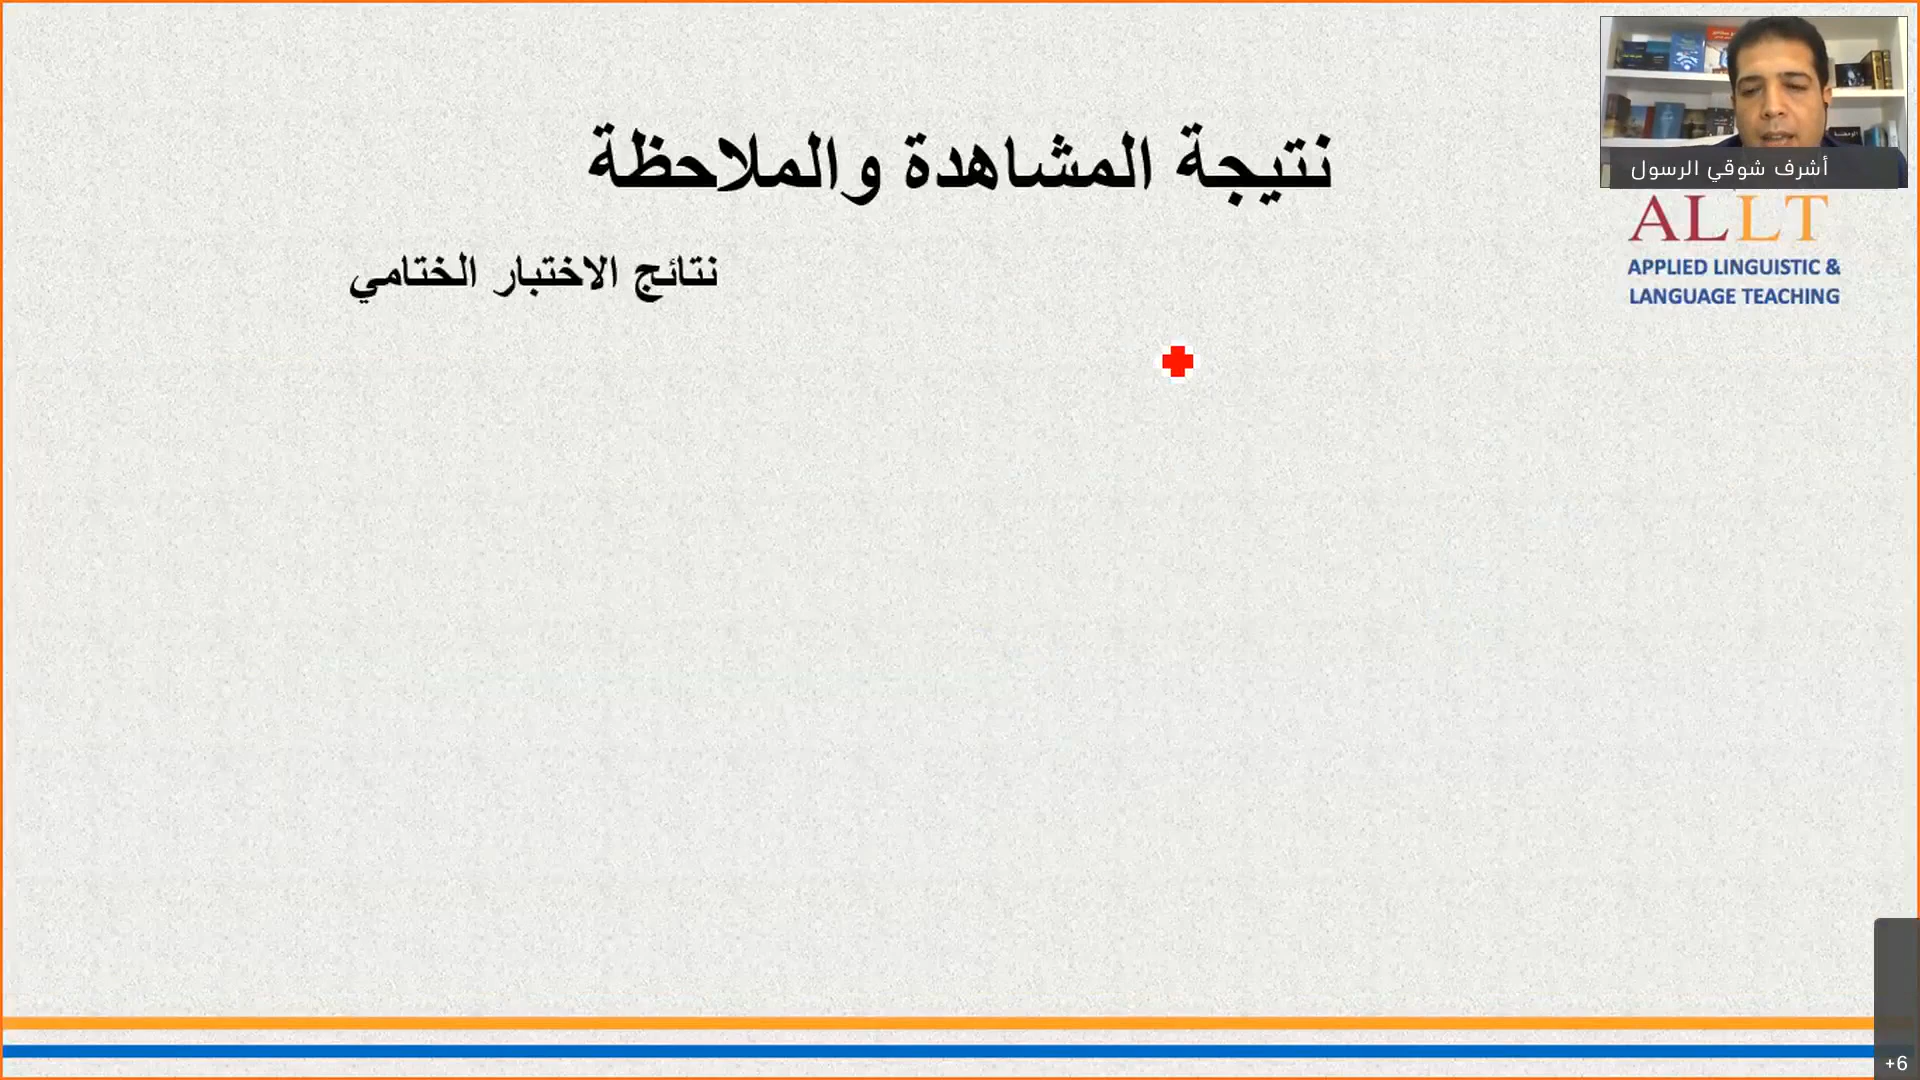 نتيجة المشاهدة والملاحظة
نتائج الاختبار الختامي
أشرف شوقي الرسول
ALLT
APPLIED LINGUISTIC &
LANGUAGE TEACHING
+6